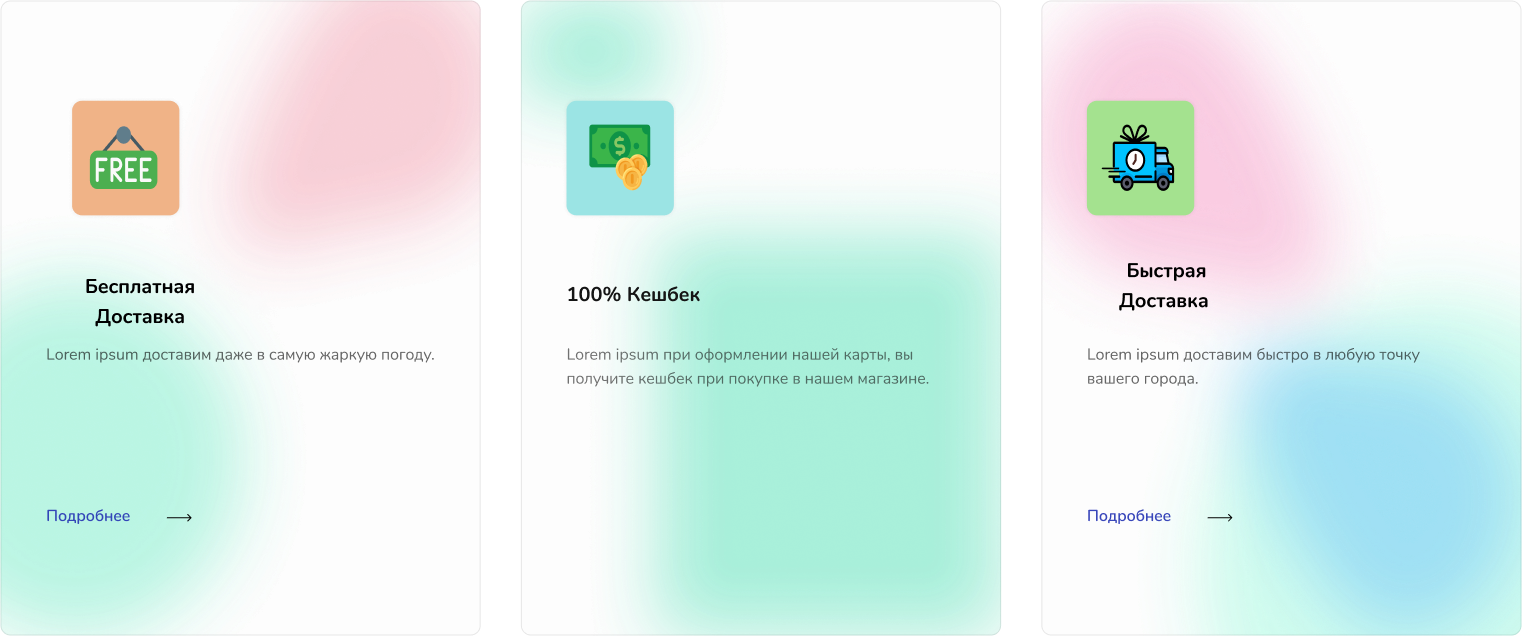 FREE
Бесплатная
Доставка
Lorem ipsum доставим даже в самую жаркую погоду.
Подробнее
$
100% Кешбек
Lorem ipsum при оформлении нашей карты, вы
получите кешбек при покупке в нашем магазине.
Быстрая
Доставка
Lorem ipsum доставим быстро в любую точку
вашего города.
Подробнее